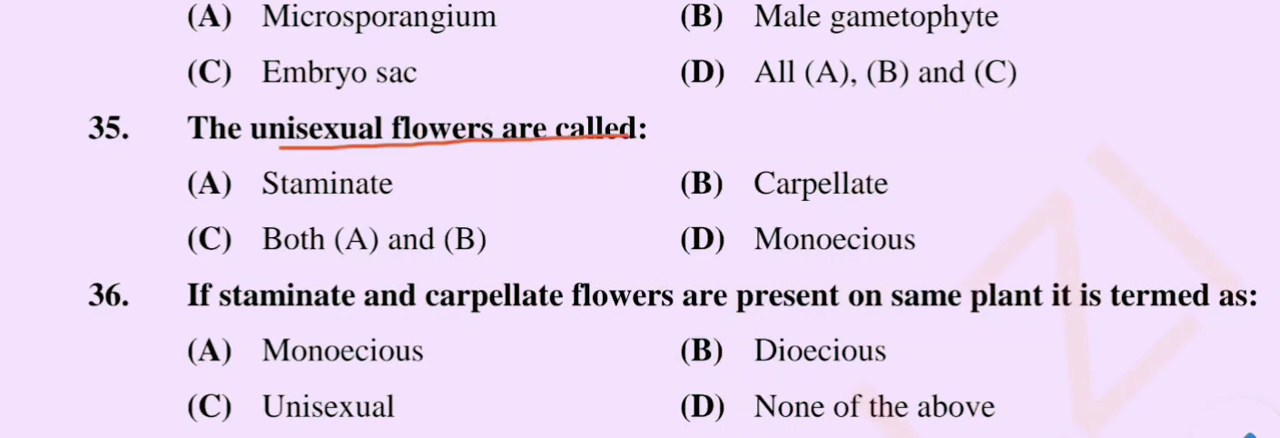 (A) Microsporangium (B) Male gametophyte
(C) Embryo sac (D) All (A), (B) and (C)
35. The unisexual flowers are called:
(A) Staminate (B) Carpellate
(C) Both (A) and (B) (D) Monoecious
36. If staminate and carpellate flowers are present on same plant it is termed as:
(A) Monoecious (B) Dioecious
(C) Unisexual (D) None of the above